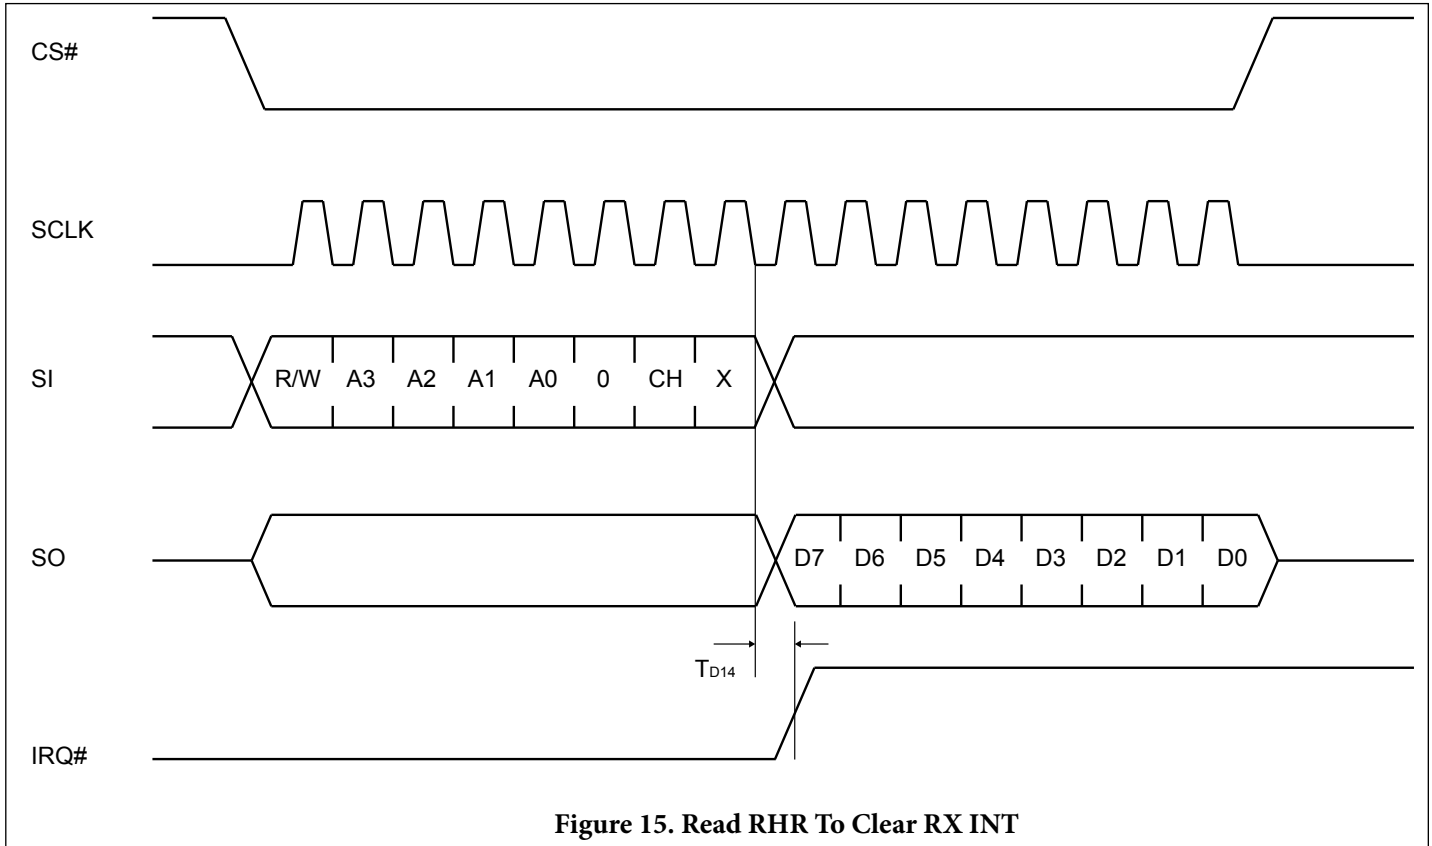 CS#
SCLK
SI
R/W A3 A2 A1 A0 0 CH X
SO
D7 D6 D5 D4 D3 D2 D1 D0
TD14
IRQ#
Figure 15. Read RHR To Clear RX INT